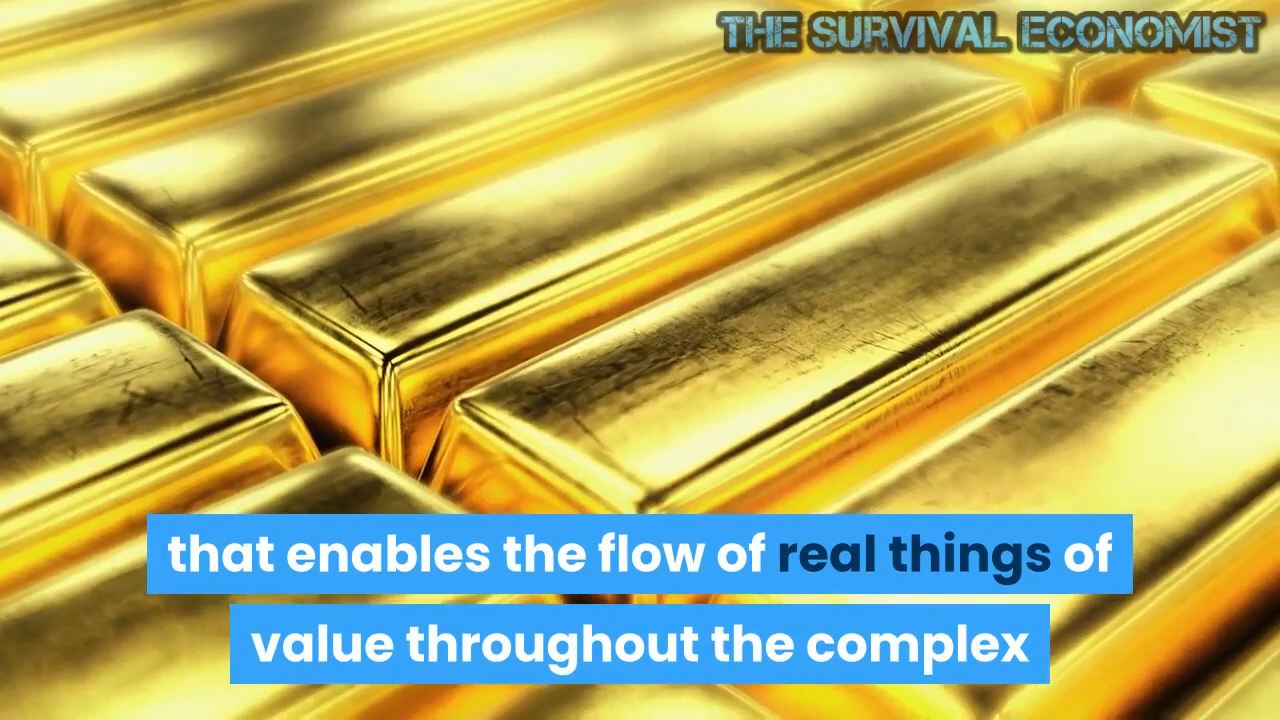 THE SURVIVAL ECONOMIST
that enables the flow of real things of
value throughout the complex